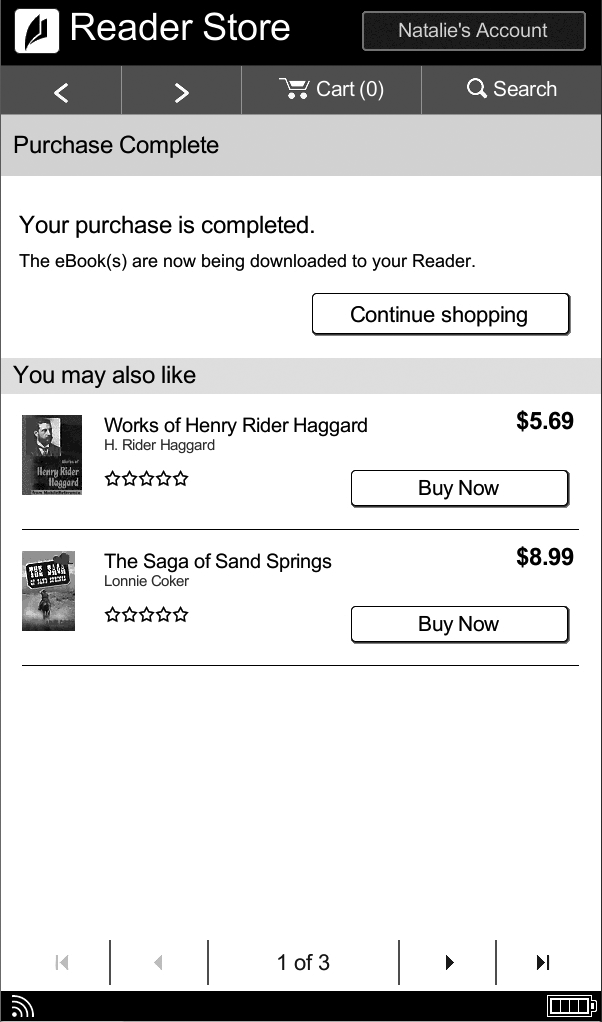 Reader Store
Natalie's Account
Cart (0)
Search
Purchase Complete
Your purchase is completed.
The eBook(s) are now being downloaded to your Reader.
Continue shopping
You may also like
Works of Henry Rider Haggard
$5.69
H. Rider Haggard
Works of
Henry Rider
Haggard
Buy Now
The Saga of Sand Springs
$8.99
Lonnie Coker
THE SAGA
OF SAND SPRINGS
Buy Now
1 of 3